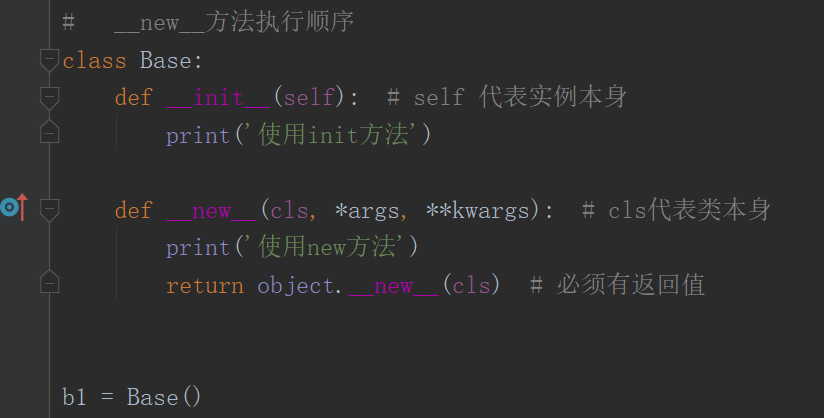 #   __new__方法执行顺序
class Base:
    def __init__(self):  # self 代表实例本身
        print('使用init方法')
    def __new__(cls, *args, **kwargs):  # cls代表类本身
        print('使用new方法')
        return object.__new__(cls)  # 必须有返回值
b1 = Base()